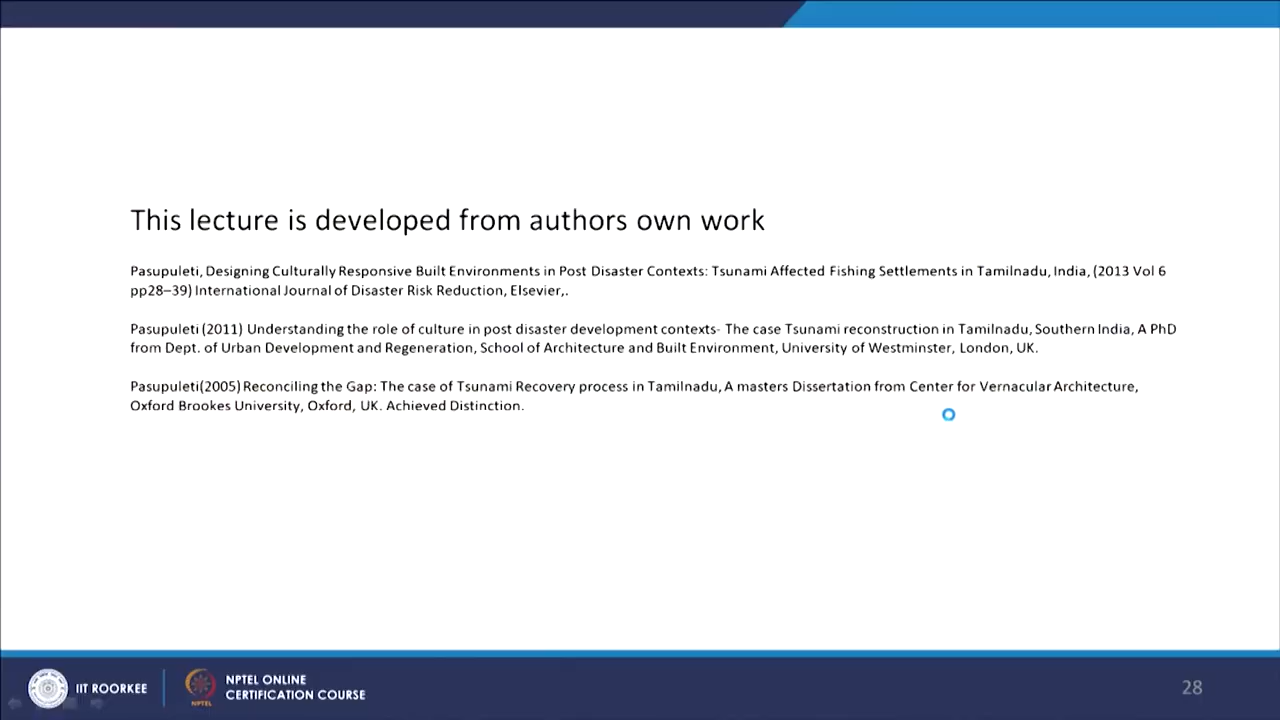 This lecture is developed from authors own work
Pasupuleti, Designing Culturally Responsive Built Environments in Post Disaster Contexts: Tsunami Affected Fishing Settlements in Tamilnadu, India, (2013 Vol 6
pp28–39) International Journal of Disaster Risk Reduction, Elsevier,.
Pasupuleti (2011) Understanding the role of culture in post disaster development contexts- The case Tsunami reconstruction in Tamilnadu, Southern India, A PhD
from Dept. of Urban Development and Regeneration, School of Architecture and Built Environment, University of Westminster, London, UK.
Pasupuleti(2005) Reconciling the Gap: The case of Tsunami Recovery process in Tamilnadu, A masters Dissertation from Center for Vernacular Architecture,
Oxford Brookes University, Oxford, UK. Achieved Distinction.
IIT ROORKEE
NPTEL
NPTEL ONLINE
CERTIFICATION COURSE
28